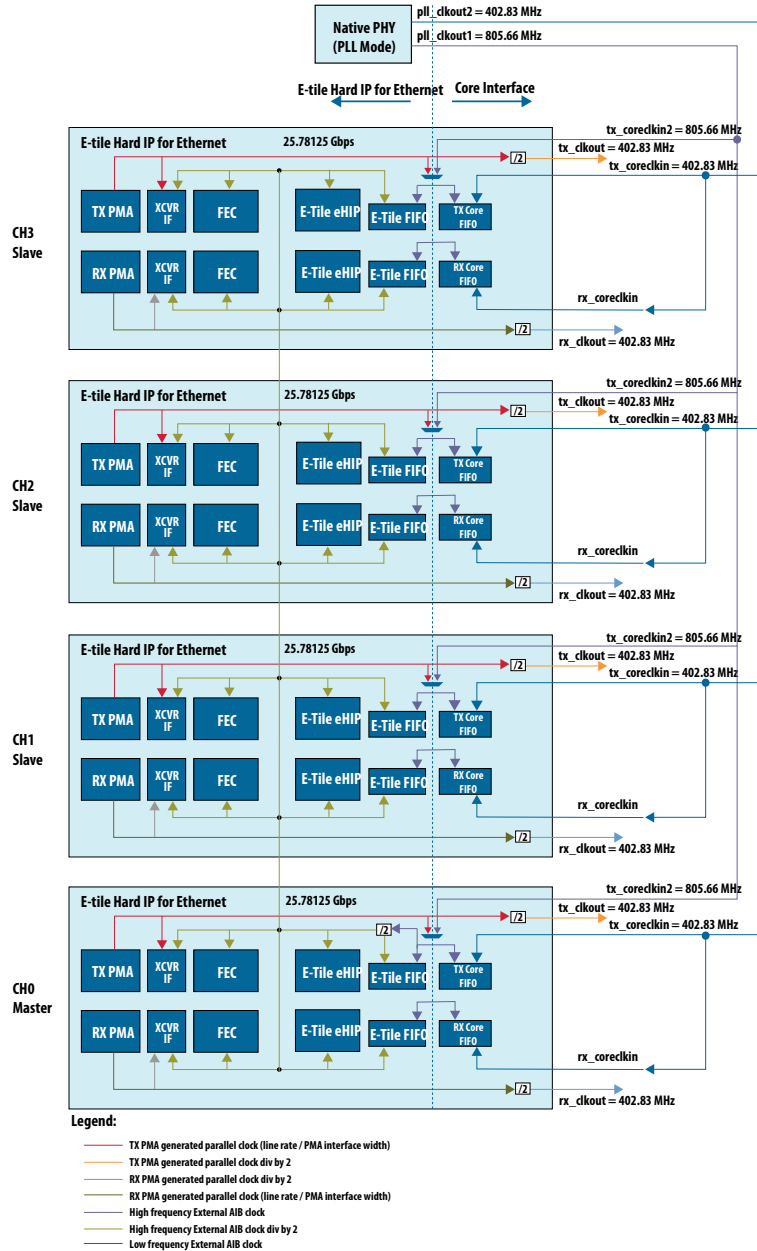 Native PHY
(PLL Mode)
pll_clkout2 = 402.83 MHz
pll_clkout1 = 805.66 MHz
E-tile Hard IP for Ethernet
Core Interface
CH3
Slave
E-tile Hard IP for Ethernet
25.78125 Gbps
/2
tx_coreclkin2 = 805.66 MHz
tx_clkout = 402.83 MHz
tx_coreclkin = 402.83 MHz
TX PMA
XCVR
IF
FEC
E-Tile eHIP
E-Tile FIFO
TX Core
FIFO
RX PMA
XCVR
IF
FEC
E-Tile eHIP
E-Tile FIFO
RX Core
FIFO
rx_coreclkin
/2
rx_clkout = 402.83 MHz
CH2
Slave
E-tile Hard IP for Ethernet
25.78125 Gbps
/2
tx_coreclkin2 = 805.66 MHz
tx_clkout = 402.83 MHz
tx_coreclkin = 402.83 MHz
TX PMA
XCVR
IF
FEC
E-Tile eHIP
E-Tile FIFO
TX Core
FIFO
RX PMA
XCVR
IF
FEC
E-Tile eHIP
E-Tile FIFO
RX Core
FIFO
rx_coreclkin
/2
rx_clkout = 402.83 MHz
CH1
Slave
E-tile Hard IP for Ethernet
25.78125 Gbps
/2
tx_coreclkin2 = 805.66 MHz
tx_clkout = 402.83 MHz
tx_coreclkin = 402.83 MHz
TX PMA
XCVR
IF
FEC
E-Tile eHIP
E-Tile FIFO
TX Core
FIFO
RX PMA
XCVR
IF
FEC
E-Tile eHIP
E-Tile FIFO
RX Core
FIFO
rx_coreclkin
/2
rx_clkout = 402.83 MHz
CH0
Master
E-tile Hard IP for Ethernet
25.78125 Gbps
/2
/2
tx_coreclkin2 = 805.66 MHz
tx_clkout = 402.83 MHz
tx_coreclkin = 402.83 MHz
TX PMA
XCVR
IF
FEC
E-Tile eHIP
E-Tile FIFO
TX Core
FIFO
RX PMA
XCVR
IF
FEC
E-Tile eHIP
E-Tile FIFO
RX Core
FIFO
rx_coreclkin
/2
rx_clkout = 402.83 MHz
Legend:
TX PMA generated parallel clock (line rate / PMA interface width)
TX PMA generated parallel clock div by 2
RX PMA generated parallel clock div by 2
RX PMA generated parallel clock (line rate / PMA interface width)
High frequency External AIB clock
High frequency External AIB clock div by 2
Low frequency External AIB clock